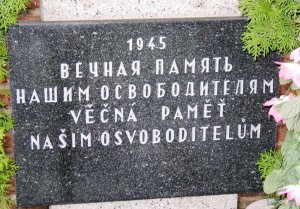 1945
ВЕЧНАЯ ПАМЯТЬ
НАШИМ ОСВОБОДИТЕЛЯМ
VĚČNÁ PAMĚŤ
NAŠIM OSVOBODITELŮM